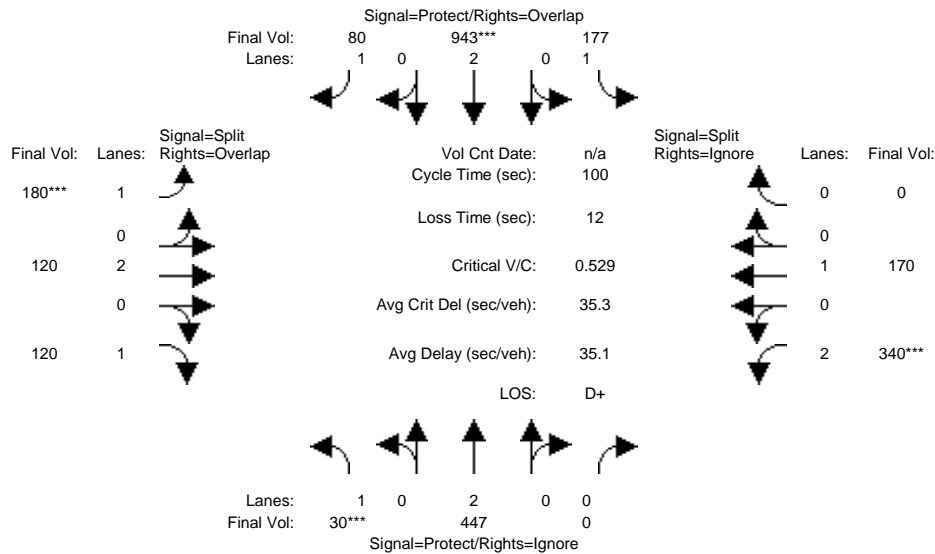 Signal=Protect/Rights=Overlap
Final Vol: 80 943*** 177
Lanes: 1 0 2 0 1
Signal=Split
Final Vol: Lanes: Rights=Overlap
Vol Cnt Date: n/a
Signal=Split
Rights=Ignore Lanes: Final Vol:
Cycle Time (sec): 100
180*** 1
0 0
Loss Time (sec): 12
0
0
120 2
Critical V/C: 0.529
1 170
0
Avg Crit Del (sec/veh): 35.3
0
120 1
Avg Delay (sec/veh): 35.1
2 340***
LOS: D+
Lanes: 1 0 2 0 0
Final Vol: 30*** 447 0
Signal=Protect/Rights=Ignore